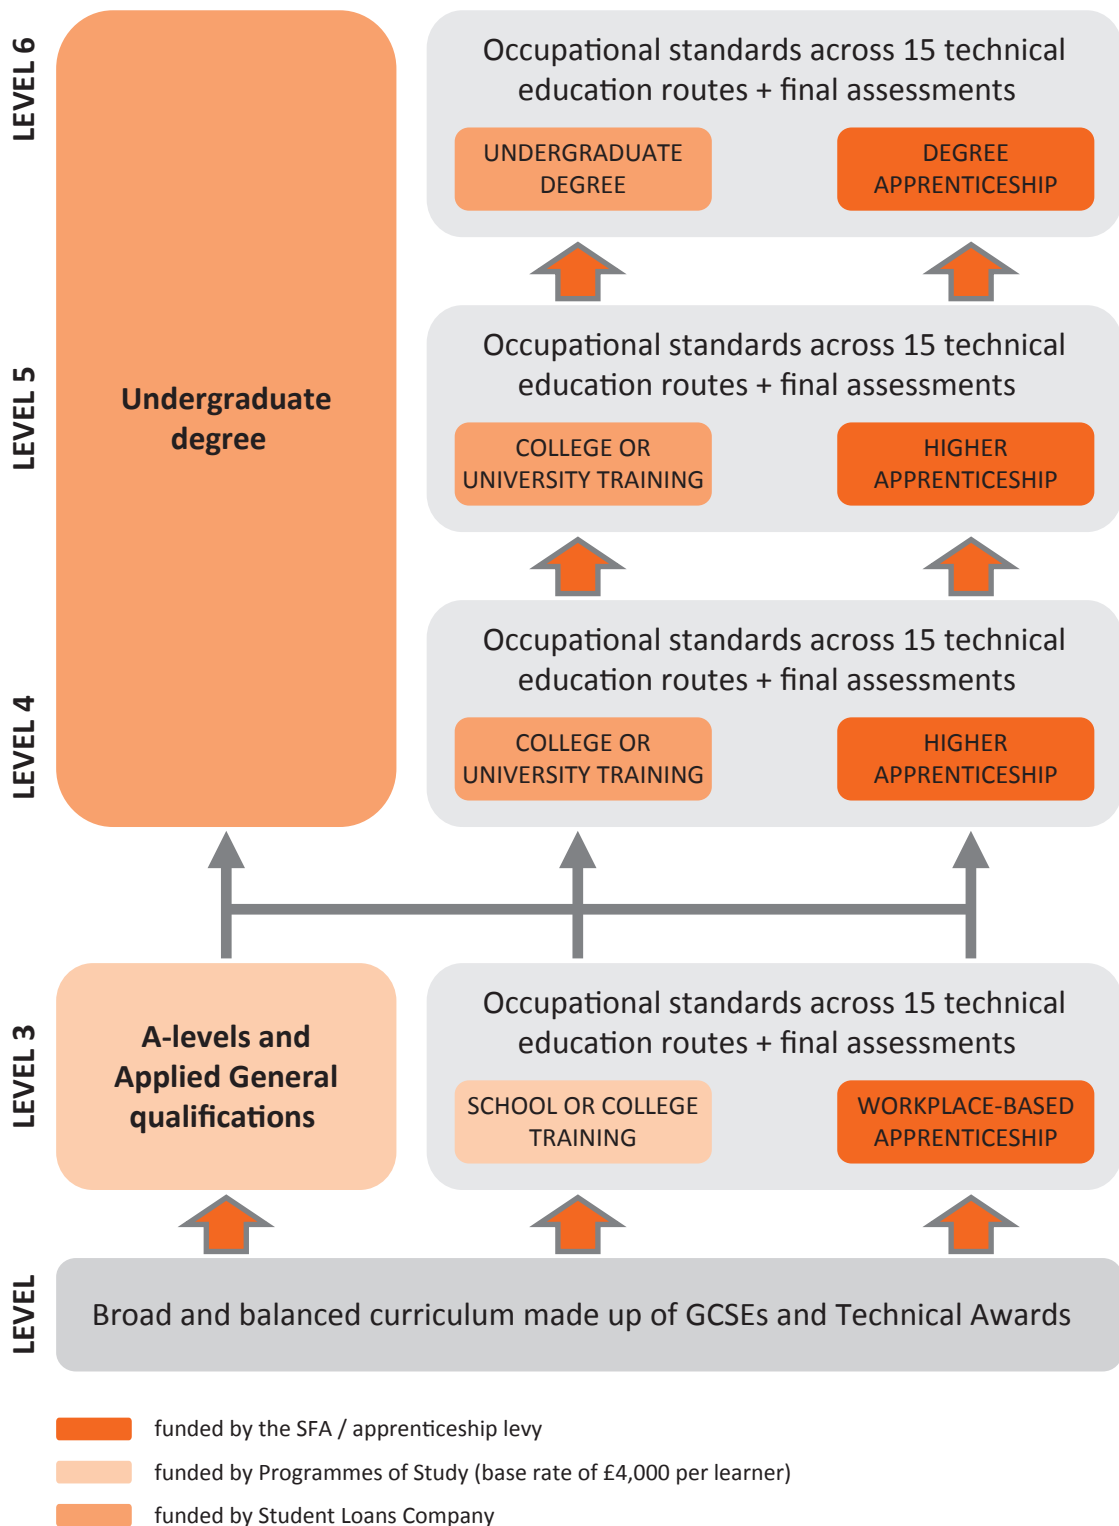 LEVEL 6
Occupational standards across 15 technical
education routes + final assessments
UNDERGRADUATE
DEGREE
DEGREE
APPRENTICESHIP
Undergraduate
degree
LEVEL 5
Occupational standards across 15 technical
education routes + final assessments
COLLEGE OR
UNIVERSITY TRAINING
HIGHER
APPRENTICESHIP
LEVEL 4
Occupational standards across 15 technical
education routes + final assessments
COLLEGE OR
UNIVERSITY TRAINING
HIGHER
APPRENTICESHIP
LEVEL 3
A-levels and
Applied General
qualifications
Occupational standards across 15 technical
education routes + final assessments
SCHOOL OR COLLEGE
TRAINING
WORKPLACE-BASED
APPRENTICESHIP
LEVEL
Broad and balanced curriculum made up of GCSEs and Technical Awards
funded by the SFA / apprenticeship levy
funded by Programmes of Study (base rate of £4,000 per learner)
funded by Student Loans Company